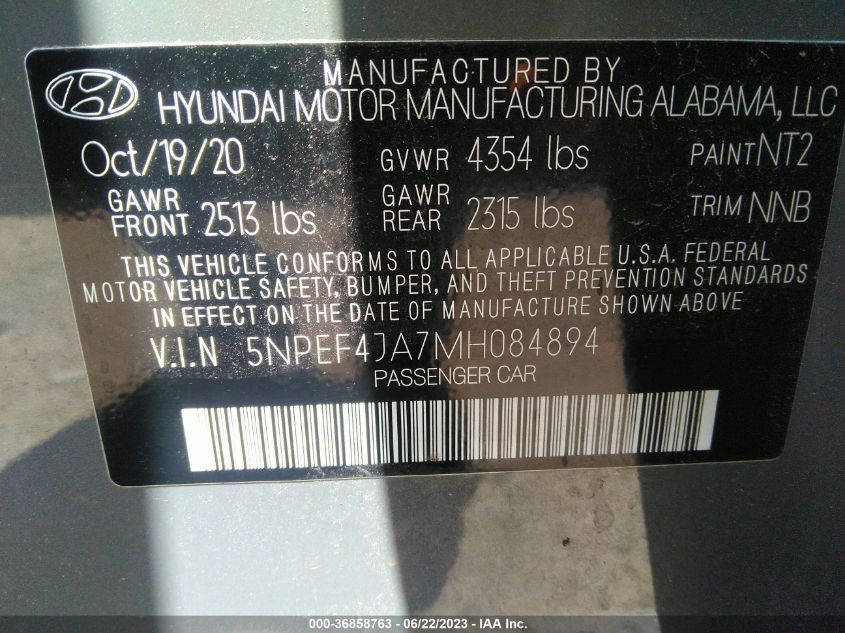 MANUFACTURED BY
HYUNDAI MOTOR MANUFACTURING ALABAMA, LLC
Oct/19/20 GVWR 4354 lbs PAINT NT2
GAWR FRONT 2513 lbs GAWR REAR 2315 lbs TRIM NNB
THIS VEHICLE CONFORMS TO ALL APPLICABLE U.S.A. FEDERAL
MOTOR VEHICLE SAFETY, BUMPER, AND THEFT PREVENTION STANDARDS
IN EFFECT ON THE DATE OF MANUFACTURE SHOWN ABOVE
V.I.N 5NPEF4JA7MH084894
PASSENGER CAR
000-36858763 - 06/22/2023 - IAA Inc.